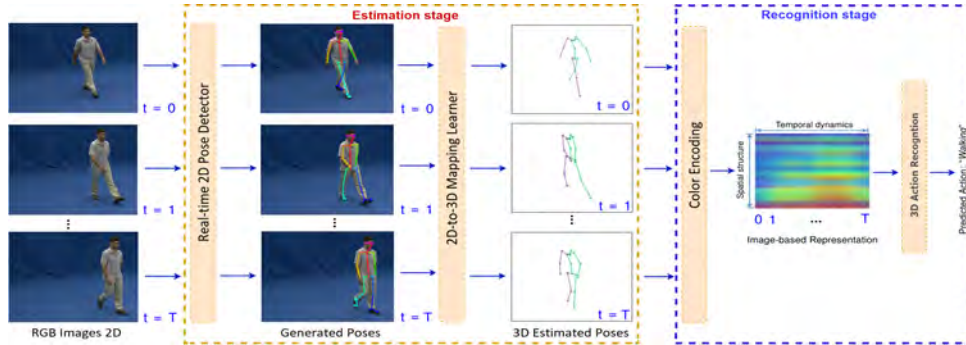 Estimation stage
Recognition stage
t = 0
t = 1
...
t = T
RGB Images 2D
Real-time 2D Pose Detector
t = 0
t = 1
...
t = T
Generated Poses
2D-to-3D Mapping Learner
t = 0
t = 1
...
t = T
3D Estimated Poses
Color Encoding
Temporal dynamics
Spatial structure
0 1 ... T
Image-based Representation
3D Action Recognition
Predicted Action: "Walking"